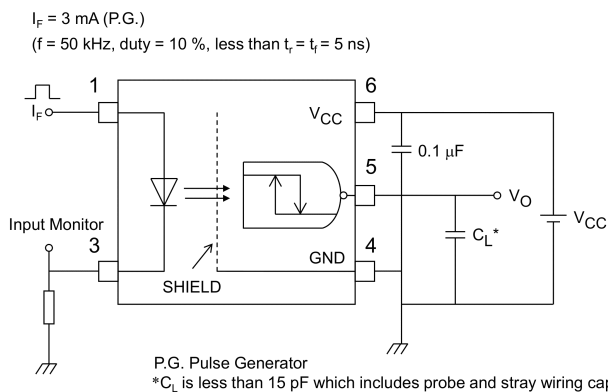 I_F = 3 mA (P.G.)
(f = 50 kHz, duty = 10 %, less than t_r = t_f = 5 ns)
1
6
I_F
V_CC
0.1 μF
5
V_O
V_CC
C_L*
Input Monitor
3
GND
4
SHIELD
P.G. Pulse Generator
*C_L is less than 15 pF which includes probe and stray wiring